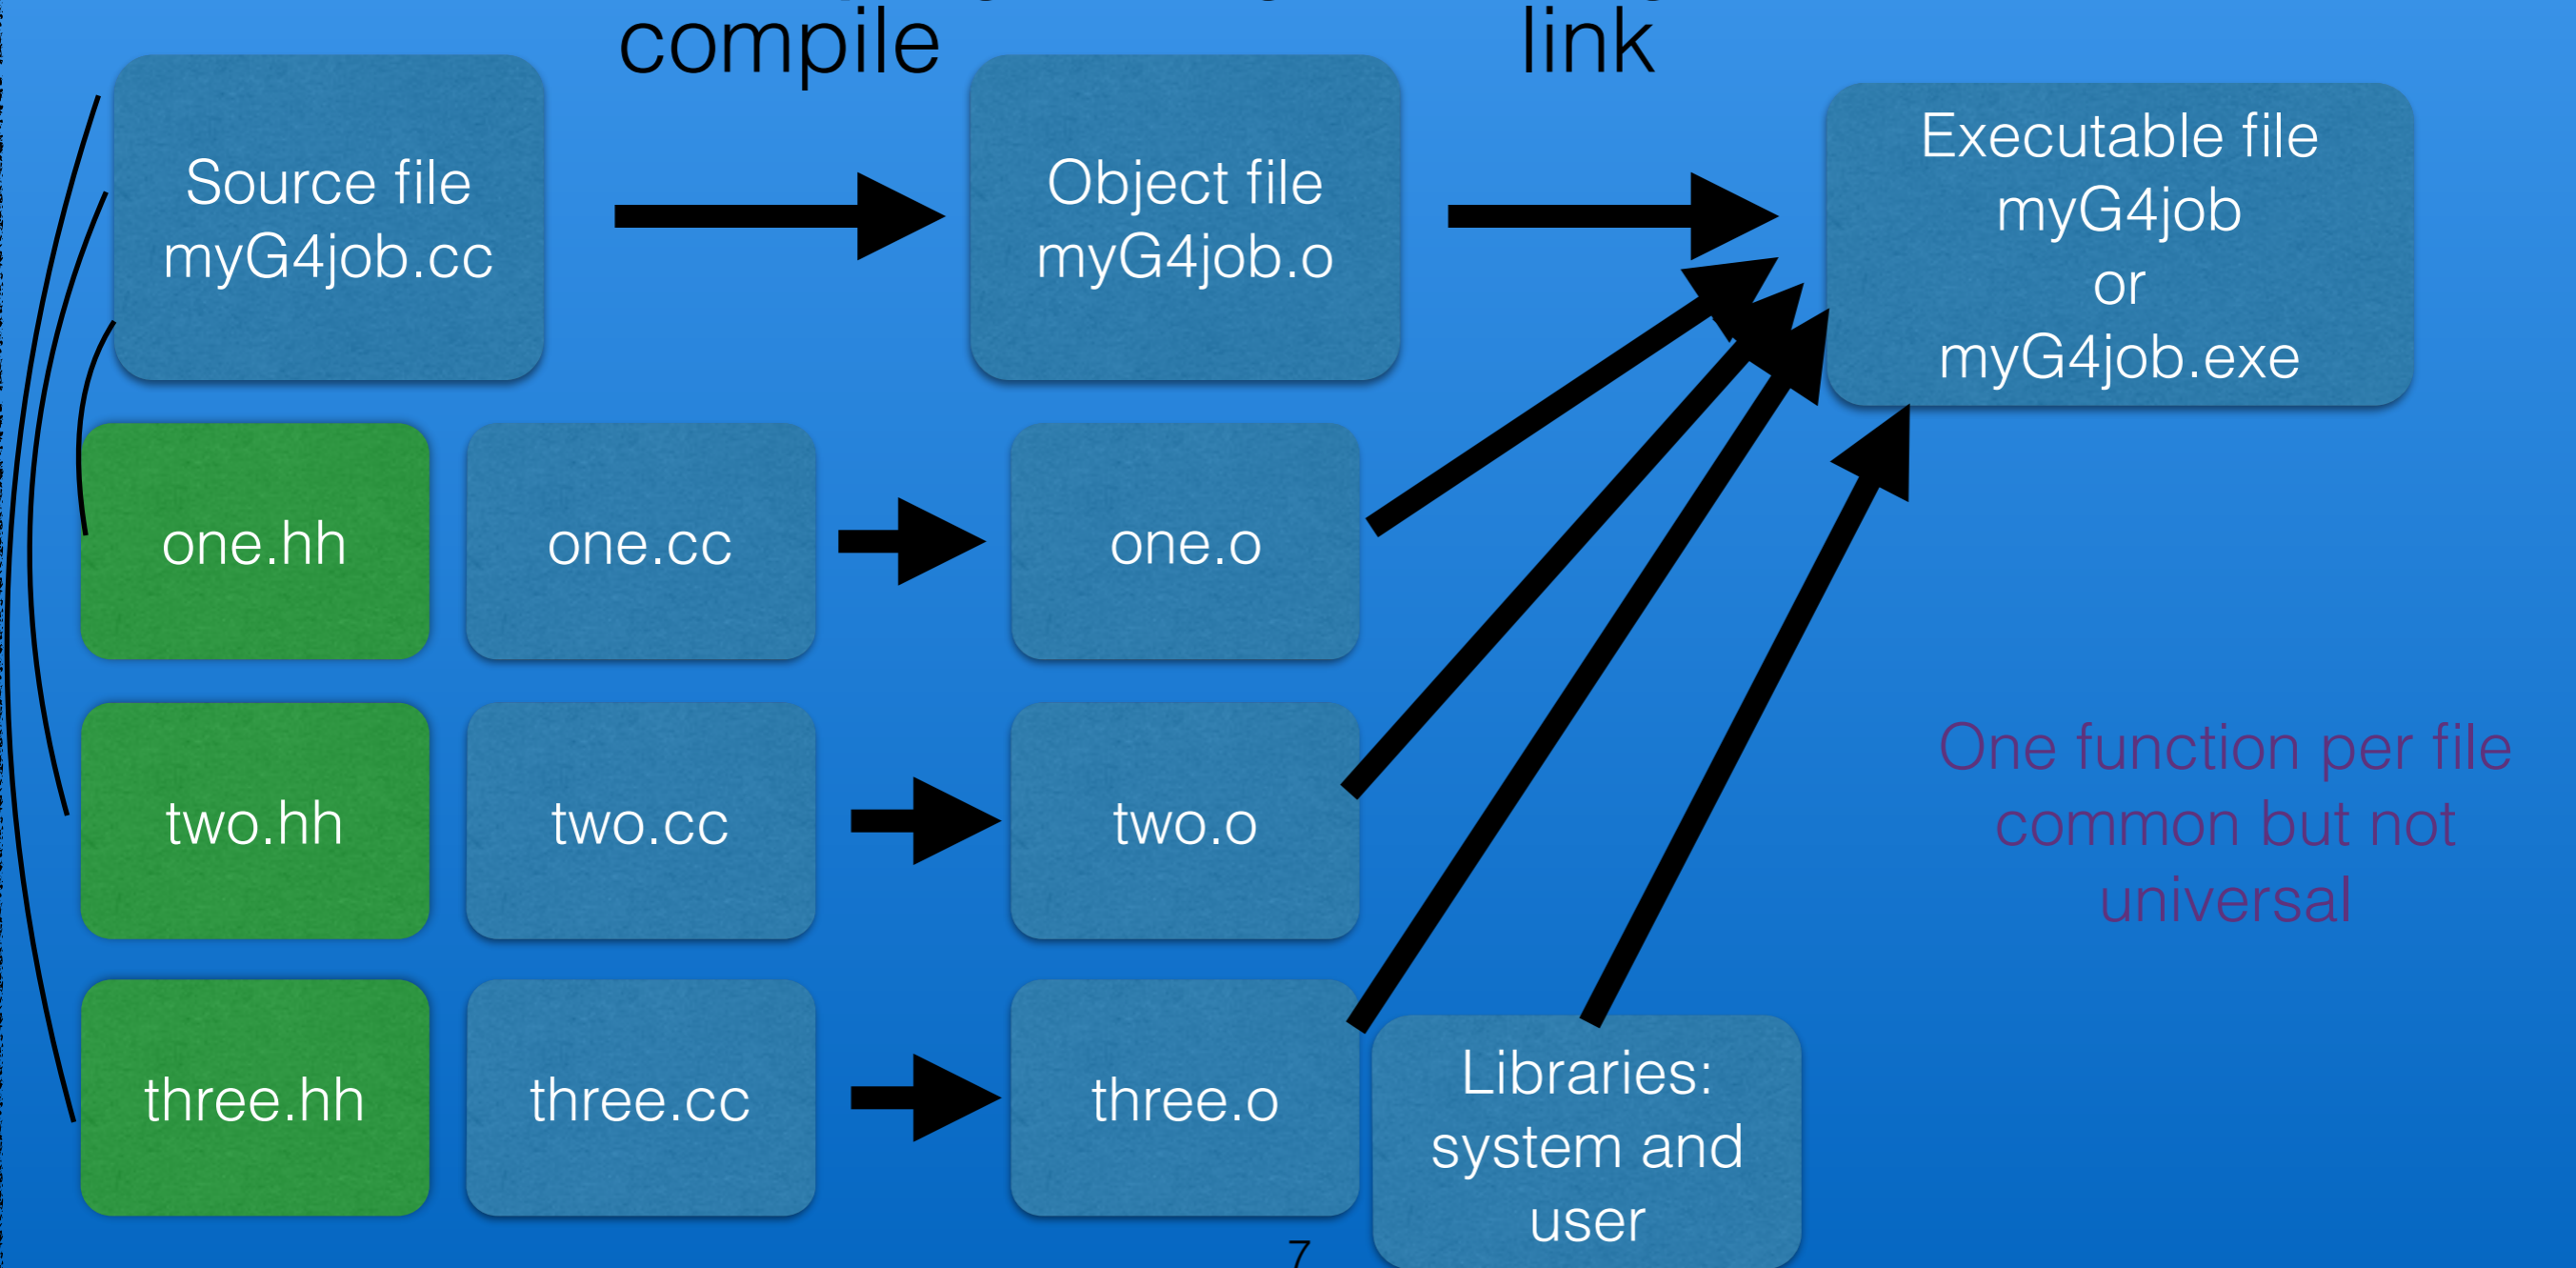 compile
link
Source file
myG4job.cc
Object file
myG4job.o
Executable file
myG4job
or
myG4job.exe
one.hh
one.cc
one.o
two.hh
two.cc
two.o
One function per file
common but not
universal
three.hh
three.cc
three.o
Libraries:
system and
user
7